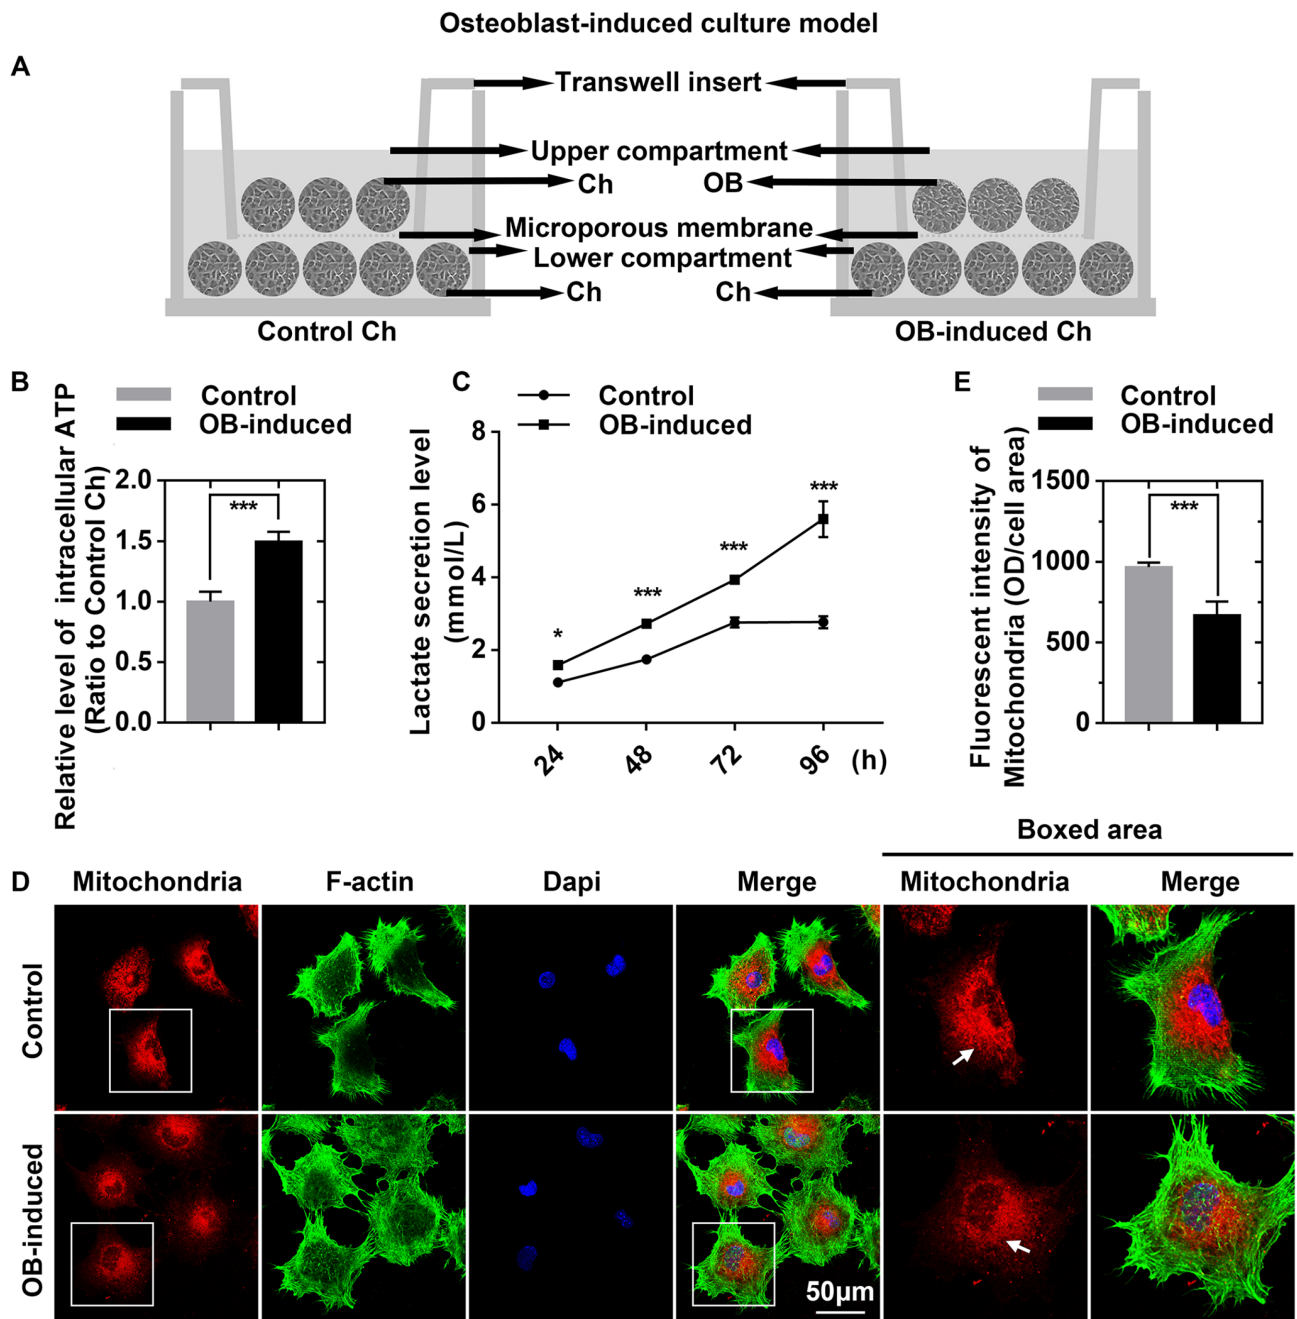 Osteoblast-induced culture model
A
Transwell insert
Upper compartment
Ch
OB
Microporous membrane
Lower compartment
Ch
Ch
Control Ch
OB-induced Ch
B
Control
OB-induced
Relative level of intracellular ATP
(Ratio to Control Ch)
2.0
1.5
1.0
0.5
0.0
***
C
Control
OB-induced
Lactate secretion level
(mmol/L)
8
6
4
2
0
*
***
***
***
24
48
72
96
(h)
E
Control
OB-induced
Fluorescent intensity of
Mitochondria (OD/cell area)
1500
1000
500
0
***
Boxed area
D
Mitochondria
F-actin
Dapi
Merge
Mitochondria
Merge
Control
OB-induced
50μm